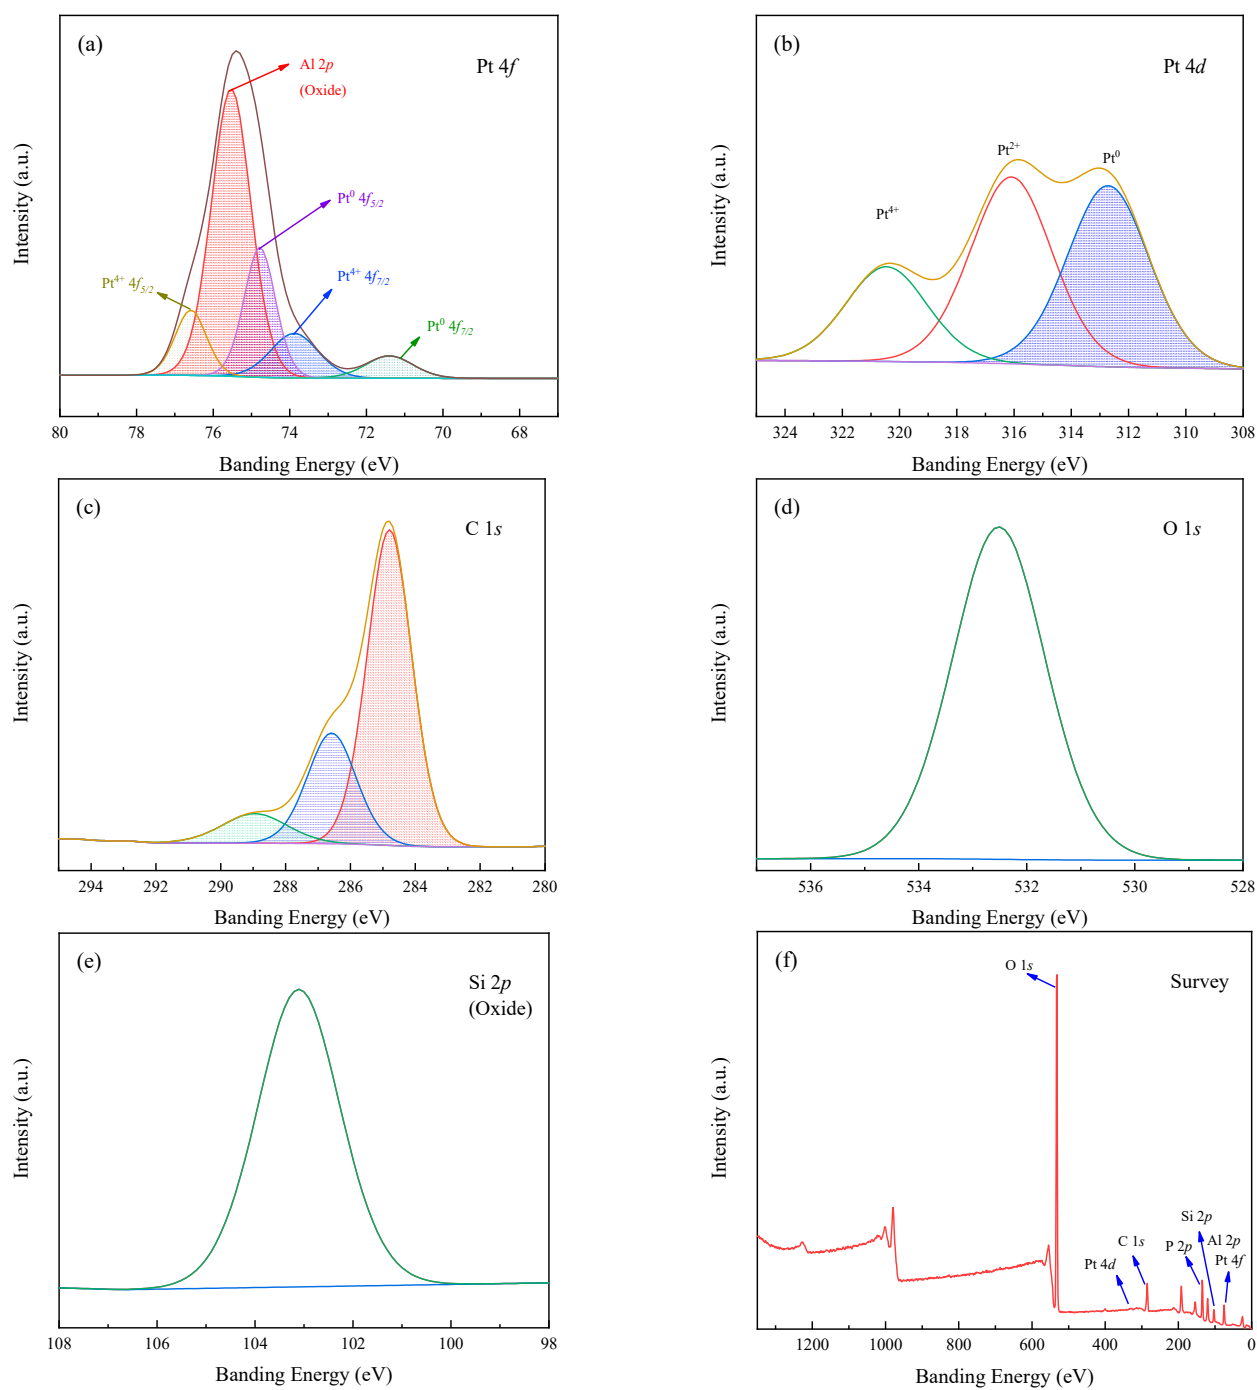 (a)
Pt 4f
Al 2p
(Oxide)
Pt⁰ 4f5/2
Pt⁴⁺ 4f7/2
Pt⁴⁺ 4f5/2
Pt⁰ 4f7/2
Intensity (a.u.)
80 78 76 74 72 70 68
Banding Energy (eV)
(b)
Pt 4d
Pt²⁺
Pt⁰
Pt⁴⁺
Intensity (a.u.)
324 322 320 318 316 314 312 310 308
Banding Energy (eV)
(c)
C 1s
Intensity (a.u.)
294 292 290 288 286 284 282 280
Banding Energy (eV)
(d)
O 1s
Intensity (a.u.)
536 534 532 530 528
Banding Energy (eV)
(e)
Si 2p
(Oxide)
Intensity (a.u.)
108 106 104 102 100 98
Banding Energy (eV)
(f)
Survey
O 1s
Si 2p
C 1s
P 2p
Al 2p
Pt 4d
Pt 4f
Intensity (a.u.)
1200 1000 800 600 400 200 0
Banding Energy (eV)